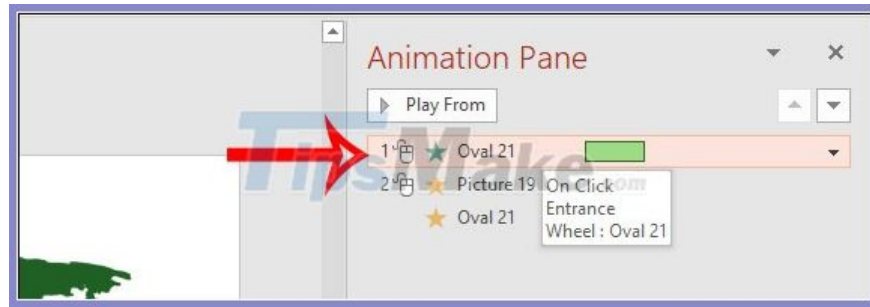 Animation Pane
Play From
1 Oval 21
2 Picture 19
Oval 21
On Click
Entrance
Wheel : Oval 21
TipsMake.com